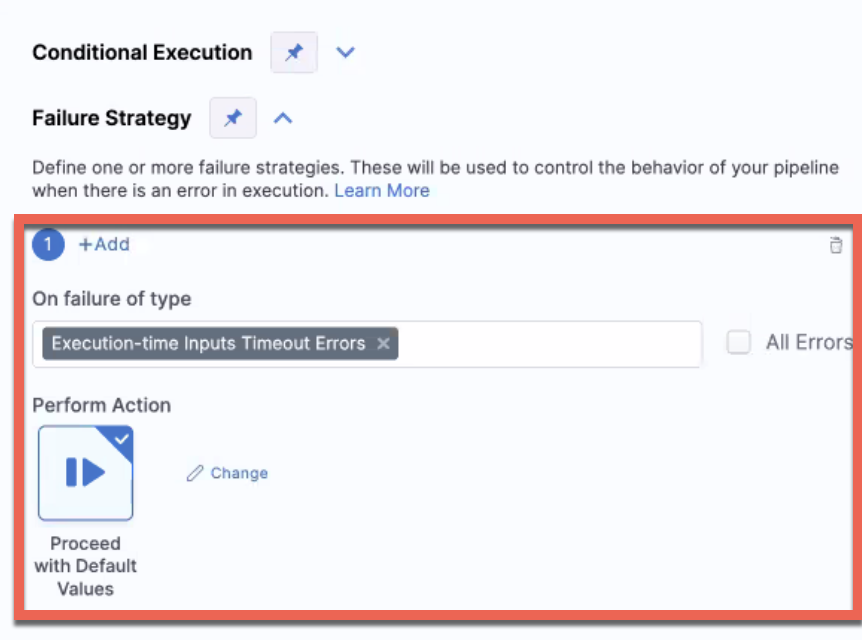 Conditional Execution
Failure Strategy
Define one or more failure strategies. These will be used to control the behavior of your pipeline
when there is an error in execution. Learn More
1 +Add
On failure of type
Execution-time Inputs Timeout Errors ×
All Errors
Perform Action
Change
Proceed
with Default
Values